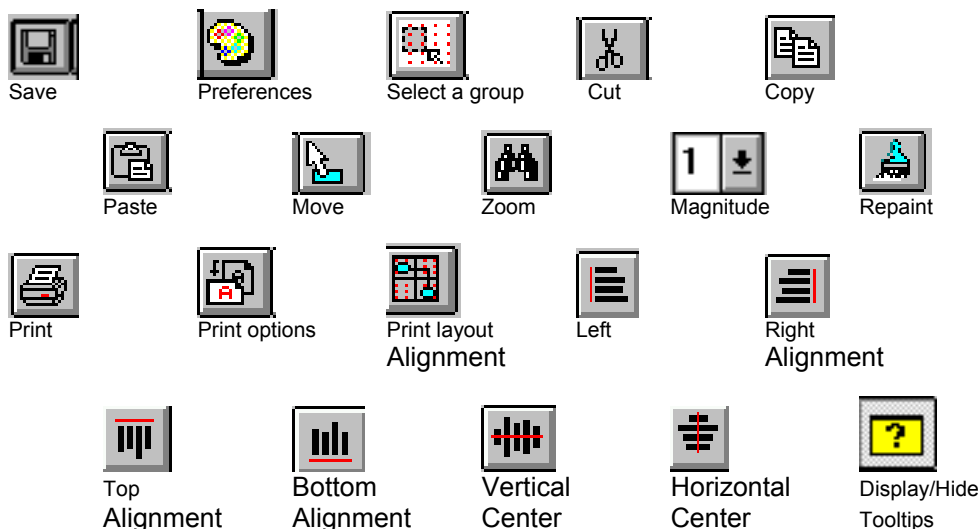 Save Preferences Select a group Cut Copy
1
Paste Move Zoom Magnitude Repaint
A
Print Print options Print layout Left Right
Alignment Alignment
?
Top Bottom Vertical Horizontal Display/Hide
Alignment Alignment Center Center Tooltips